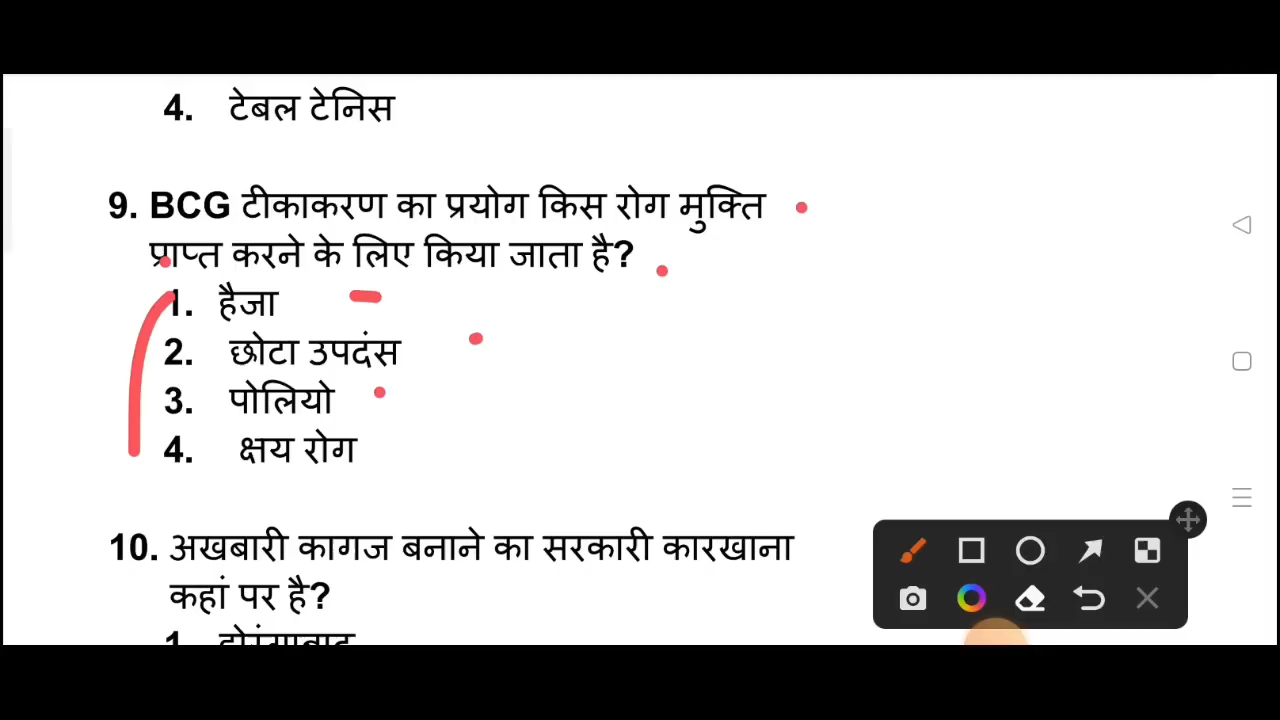 4. टेबल टेनिस
9. BCG टीकाकरण का प्रयोग किस रोग मुक्ति
प्राप्त करने के लिए किया जाता है?
1. हैजा
2. छोटा उपदंस
3. पोलियो
4. क्षय रोग
10. अखबारी कागज बनाने का सरकारी कारखाना
कहां पर है?
1.